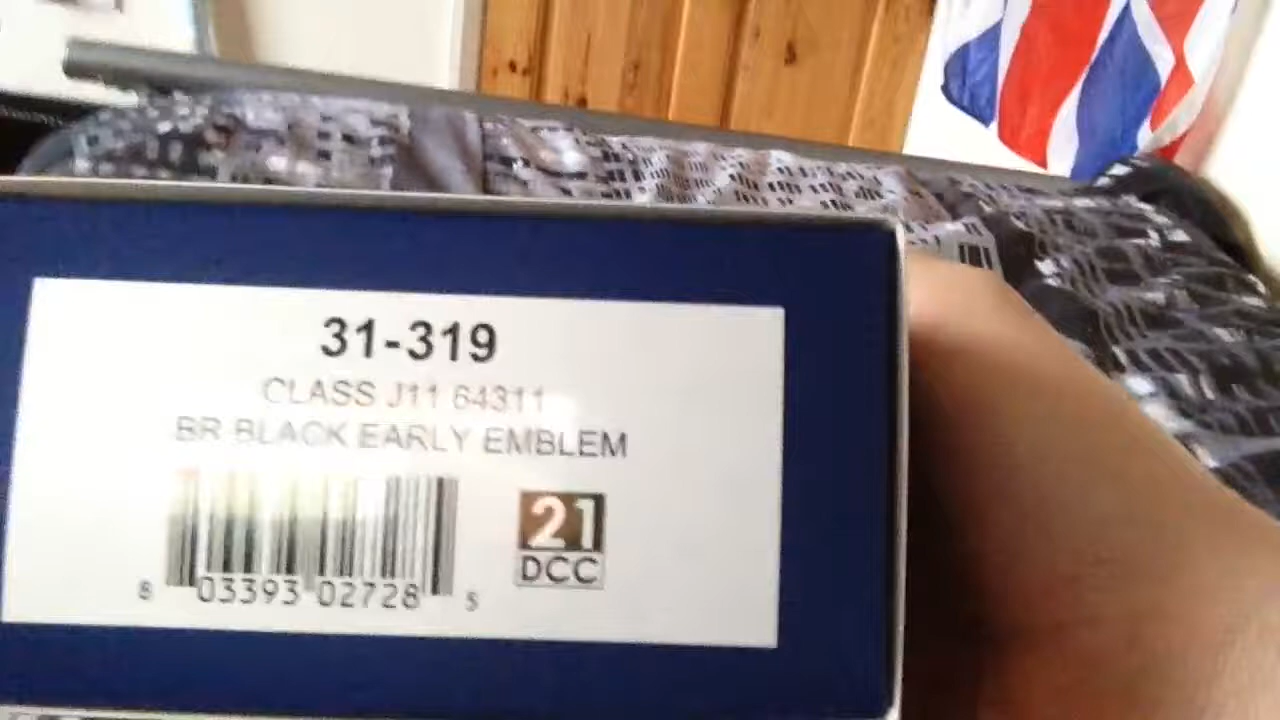 31-319
CLASS J11 64311
BR BLACK EARLY EMBLEM
21
DCC
8 03393 02728 5